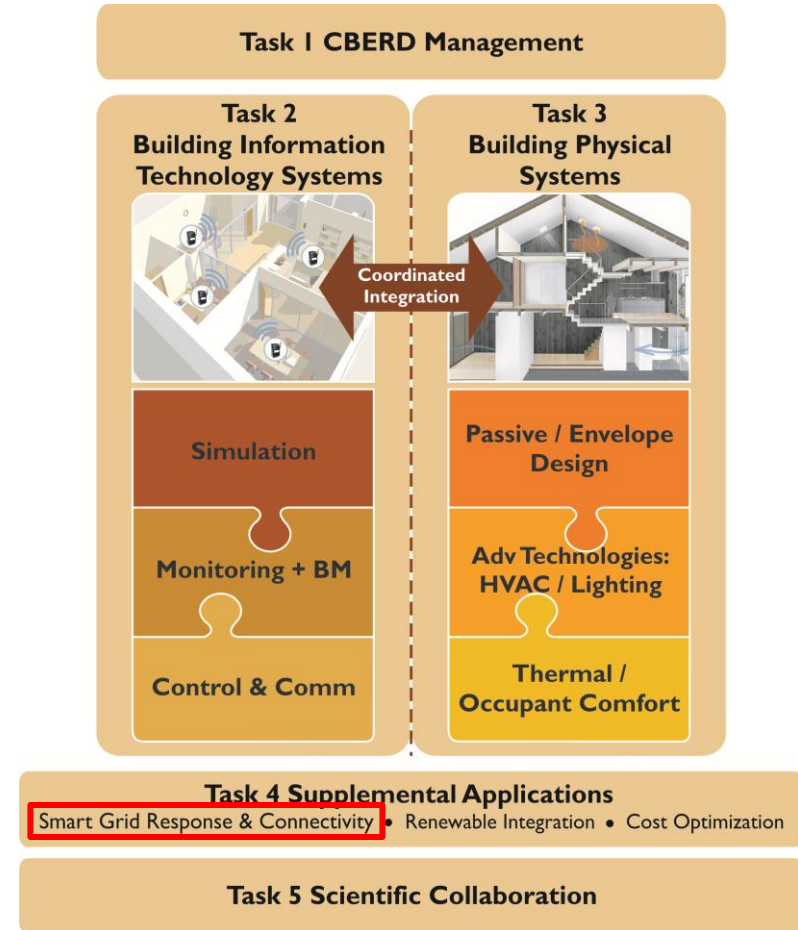 Task 1 CBERD Management
Task 2
Building Information
Technology Systems
Task 3
Building Physical
Systems
Coordinated
Integration
Simulation
Monitoring + BM
Control & Comm
Passive / Envelope
Design
Adv Technologies:
HVAC / Lighting
Thermal /
Occupant Comfort
Task 4 Supplemental Applications
Smart Grid Response & Connectivity • Renewable Integration • Cost Optimization
Task 5 Scientific Collaboration